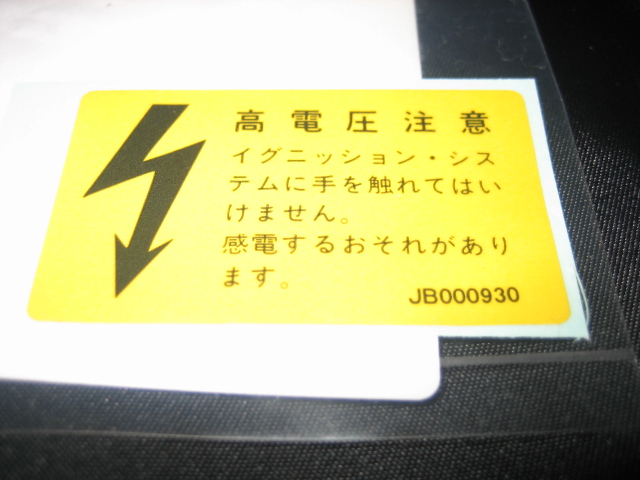 高電圧注意
イグニッション・シス
テムに手を触れてはい
けません。
感電するおそれがあり
ます。
JB000930